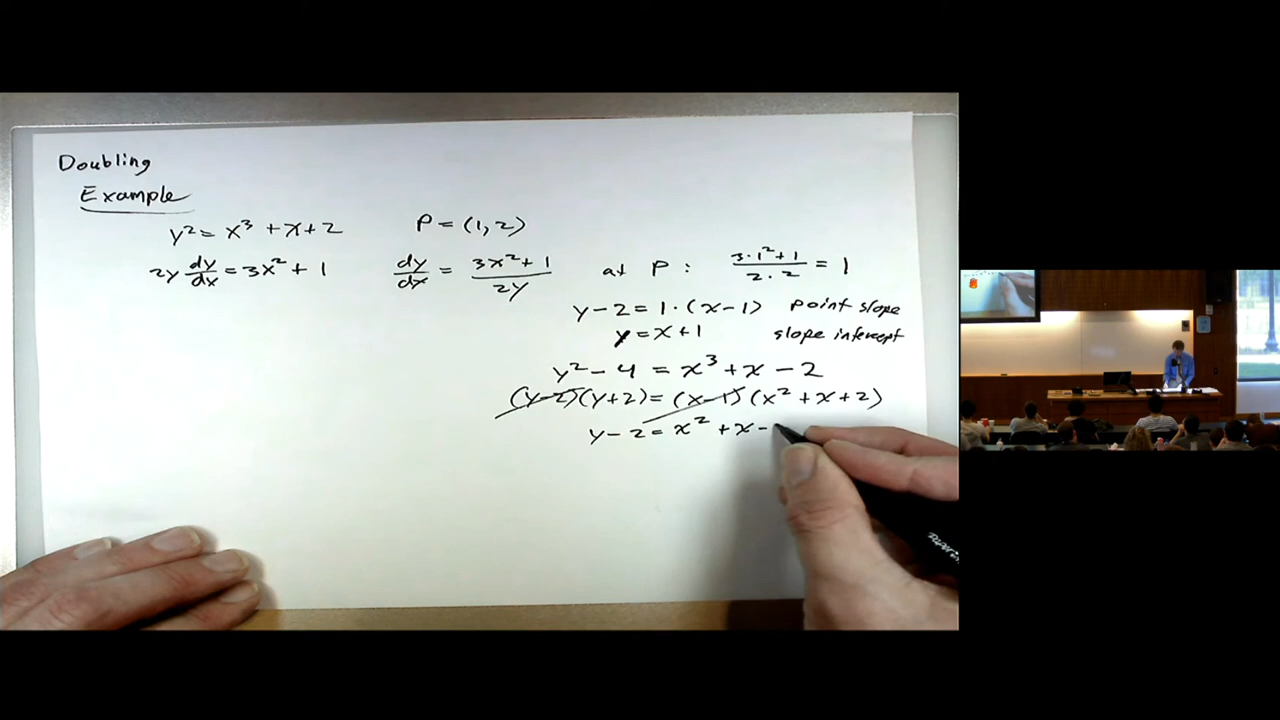 Doubling
Example
y² = x³ + x + 2    P = (1, 2)
2y dy/dx = 3x² + 1    dy/dx = (3x² + 1)/(2y)    at P : (3·1² + 1)/(2·2) = 1
y - 2 = 1·(x - 1)    point slope
y = x + 1    slope intercept
y² - 4 = x³ + x - 2
(y-2)(y+2) = (x-1)(x² + x + 2)
y - 2 = x² + x -